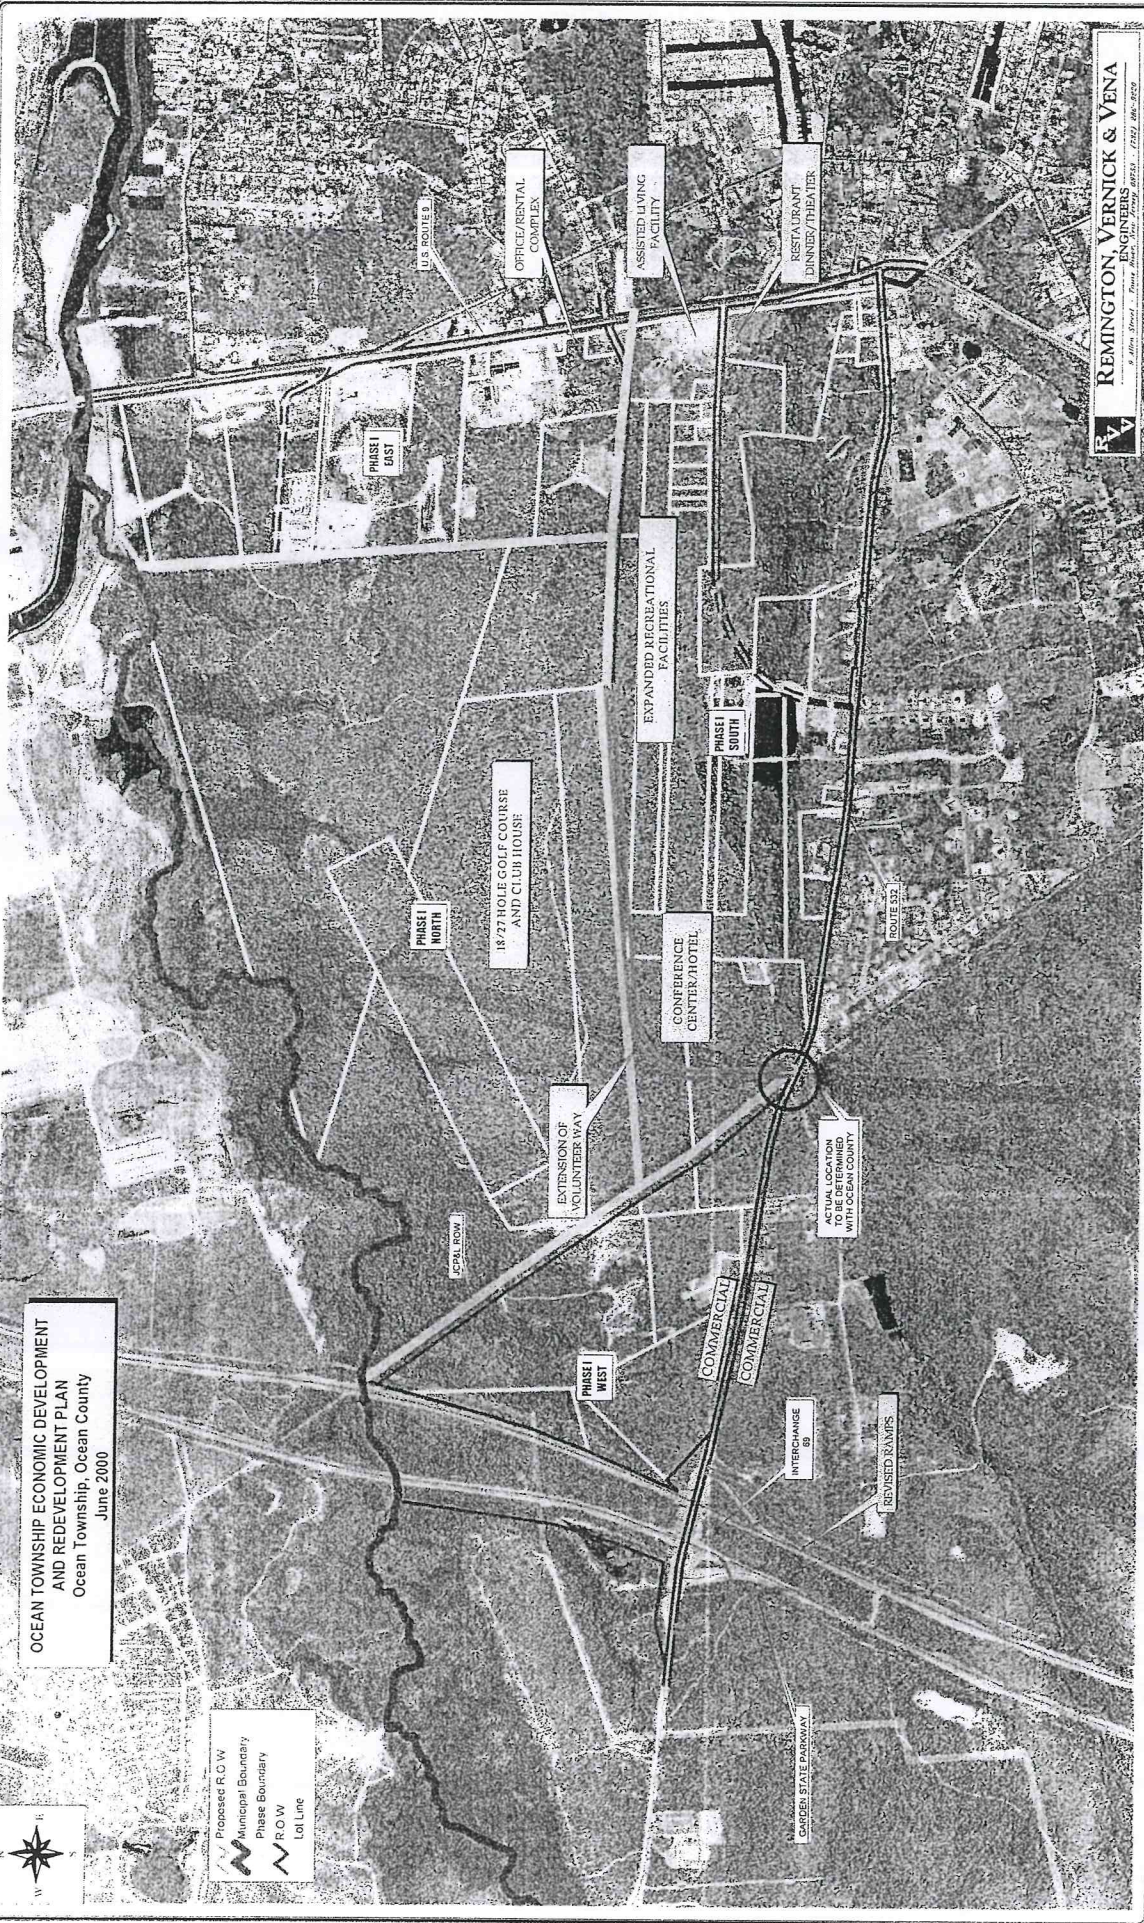 OCEAN TOWNSHIP ECONOMIC DEVELOPMENT
AND REDEVELOPMENT PLAN
Ocean Township, Ocean County
June 2000
W
E
S
Proposed R.O.W
Municipal Boundary
Phase Boundary
R.O.W
Lot Line
U.S. ROUTE 9
OFFICE/RENTAL
COMPLEX
ASSISTED LIVING
FACILITY
RESTAURANT
DINNER/THEATER
PHASE I
EAST
EXPANDED RECREATIONAL
FACILITIES
PHASE I
SOUTH
18/27 HOLE GOLF COURSE
AND CLUB HOUSE
PHASE I
NORTH
CONFERENCE
CENTER/HOTEL
ROUTE 532
EXTENSION OF
VOLUNTEER WAY
JCP&L ROW
ACTUAL LOCATION
TO BE DETERMINED
WITH OCEAN COUNTY
COMMERCIAL
COMMERCIAL
PHASE I
WEST
INTERCHANGE
69
REVISED RAMPS
GARDEN STATE PARKWAY
R
V
V
REMINGTON, VERNICK & VENA
ENGINEERS
9 Allen Street